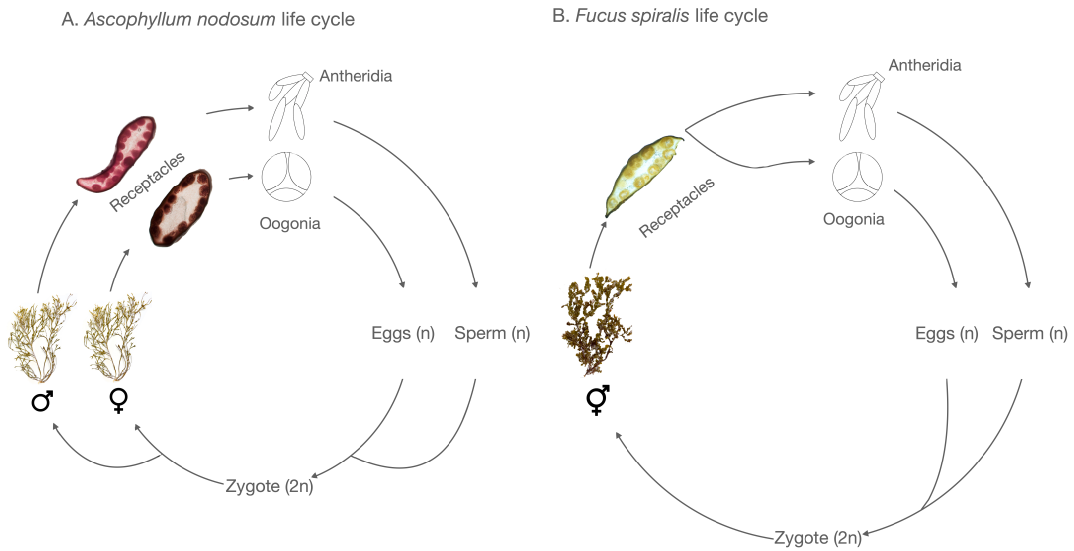 A. Ascophyllum nodosum life cycle
Antheridia
Receptacles
Oogonia
Eggs (n)
Sperm (n)
♂
♀
Zygote (2n)
B. Fucus spiralis life cycle
Antheridia
Receptacles
Oogonia
Eggs (n)
Sperm (n)
⚥
Zygote (2n)